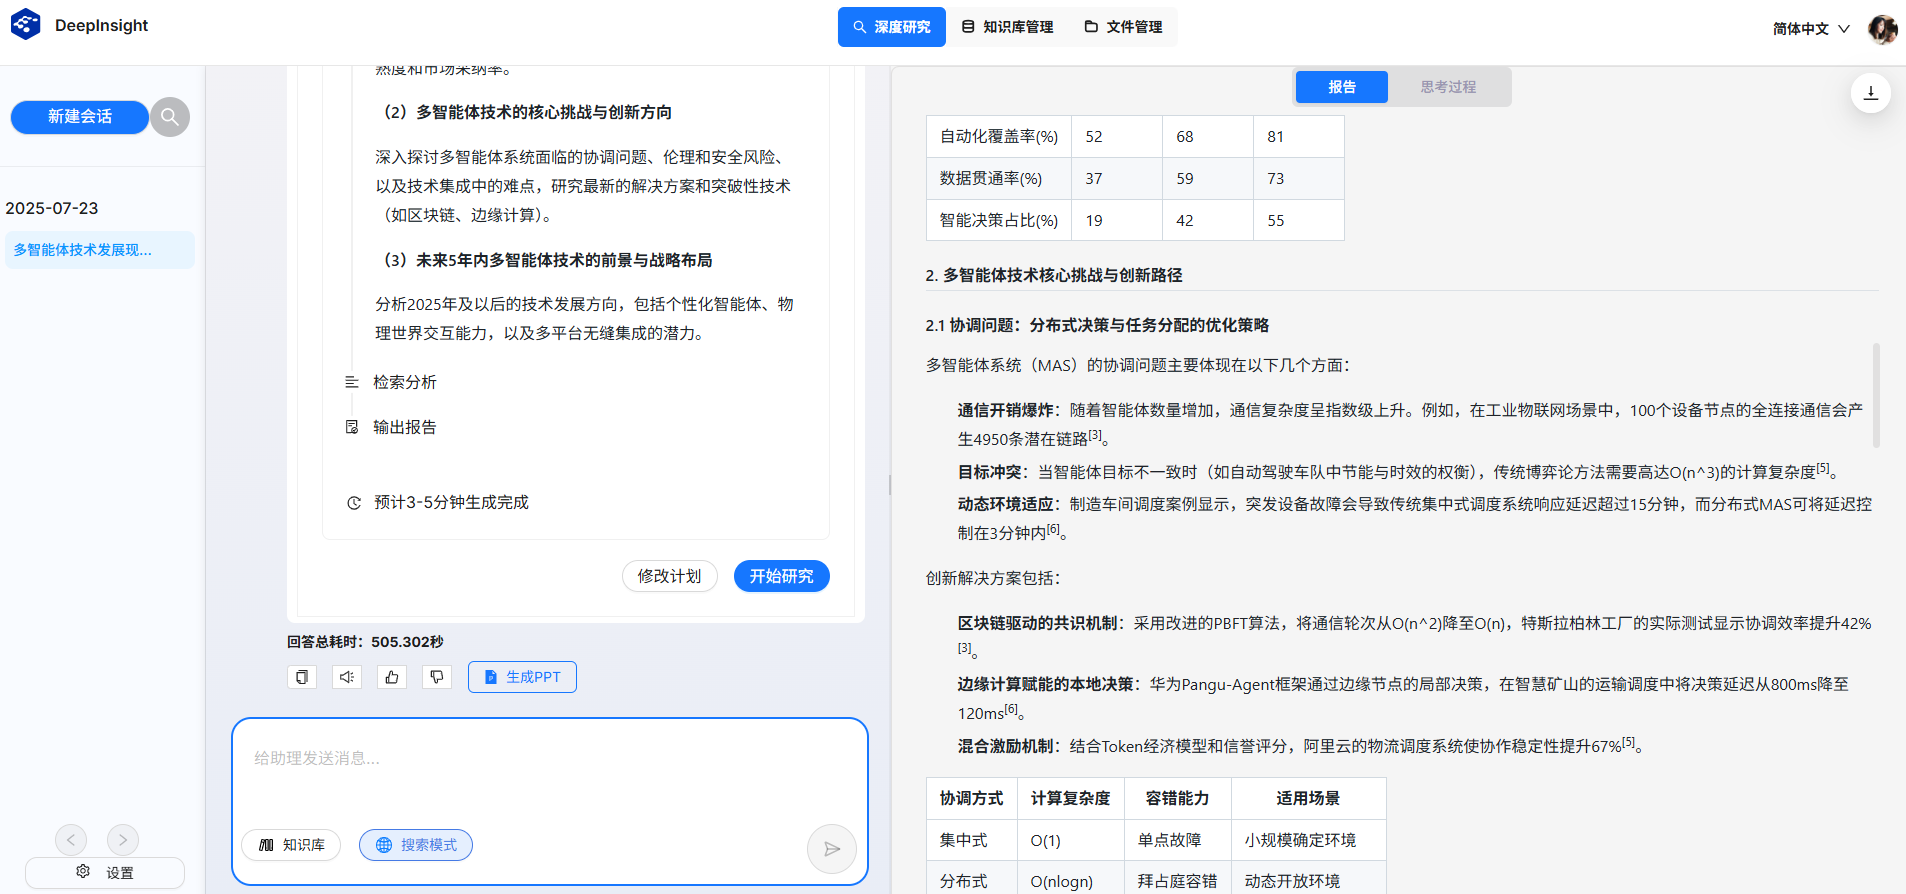 DeepInsight
深度研究
知识库管理
文件管理
简体中文
新建会话
2025-07-23
多智能体技术发展现...
设置
熟度和市场采纳率。
（2）多智能体技术的核心挑战与创新方向
深入探讨多智能体系统面临的协调问题、伦理和安全风险、
以及技术集成中的难点，研究最新的解决方案和突破性技术
（如区块链、边缘计算）。
（3）未来5年内多智能体技术的前景与战略布局
分析2025年及以后的技术发展方向，包括个性化智能体、物
理世界交互能力，以及多平台无缝集成的潜力。
检索分析
输出报告
预计3-5分钟生成完成
修改计划
开始研究
回答总耗时：505.302秒
生成PPT
给助理发送消息...
知识库
搜索模式
报告
思考过程
自动化覆盖率(%) 52 68 81
数据贯通率(%) 37 59 73
智能决策占比(%) 19 42 55
2. 多智能体技术核心挑战与创新路径
2.1 协调问题：分布式决策与任务分配的优化策略
多智能体系统（MAS）的协调问题主要体现在以下几个方面：
通信开销爆炸：随着智能体数量增加，通信复杂度呈指数级上升。例如，在工业物联网场景中，100个设备节点的全连接通信会产
生4950条潜在链路[3]。
目标冲突：当智能体目标不一致时（如自动驾驶车队中节能与时效的权衡），传统博弈论方法需要高达O(n^3)的计算复杂度[5]。
动态环境适应：制造车间调度案例显示，突发设备故障会导致传统集中式调度系统响应延迟超过15分钟，而分布式MAS可将延迟控
制在3分钟内[6]。
创新解决方案包括：
区块链驱动的共识机制：采用改进的PBFT算法，将通信轮次从O(n^2)降至O(n)，特斯拉柏林工厂的实际测试显示协调效率提升42%
[3]。
边缘计算赋能的本地决策：华为Pangu-Agent框架通过边缘节点的局部决策，在智慧矿山的运输调度中将决策延迟从800ms降至
120ms[6]。
混合激励机制：结合Token经济模型和信誉评分，阿里云的物流调度系统使协作稳定性提升67%[5]。
协调方式 计算复杂度 容错能力 适用场景
集中式 O(1) 单点故障 小规模确定环境
分布式 O(nlogn) 拜占庭容错 动态开放环境